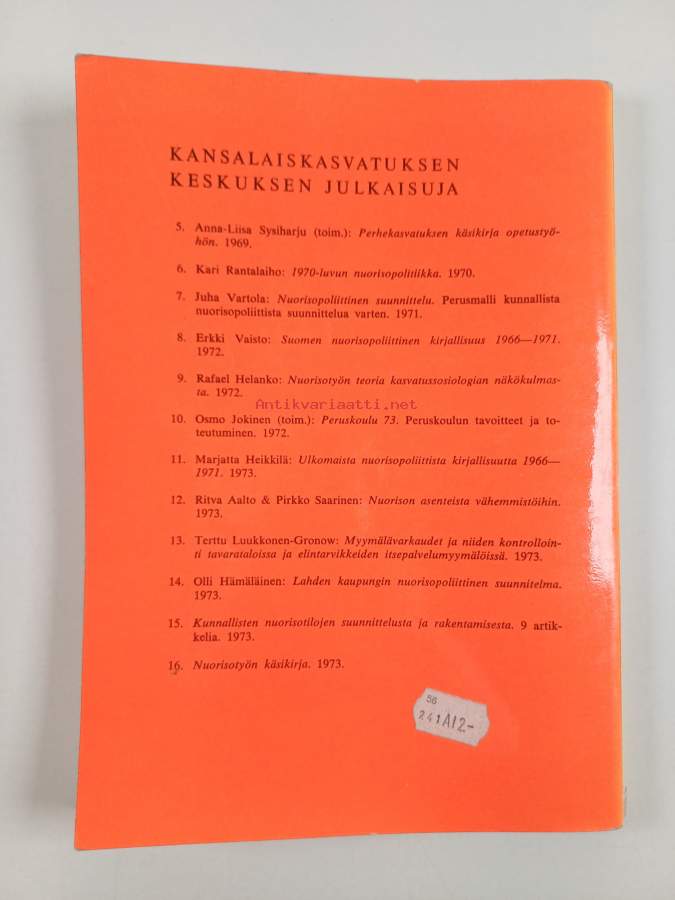 KANSALAISKASVATUKSEN
KESKUKSEN JULKAISUJA
5. Anna-Liisa Sysiharju (toim.): Perhekasvatuksen käsikirja opetustyö-
hön. 1969.
6. Kari Rantalaiho: 1970-luvun nuorisopolitiikka. 1970.
7. Juha Vartola: Nuorisopoliittinen suunnittelu. Perusmalli kunnallista
nuorisopoliittista suunnittelua varten. 1971.
8. Erkki Vaisto: Suomen nuorisopoliittinen kirjallisuus 1966—1971.
1972.
9. Rafael Helanko: Nuorisotyön teoria kasvatussosiologian näkökulmas-
ta. 1972.
Antikvariaatti.net
10. Osmo Jokinen (toim.): Peruskoulu 73. Peruskoulun tavoitteet ja to-
teutuminen. 1972.
11. Marjatta Heikkilä: Ulkomaista nuorisopoliittista kirjallisuutta 1966—
1971. 1973.
12. Ritva Aalto & Pirkko Saarinen: Nuorison asenteista vähemmistöihin.
1973.
13. Terttu Luukkonen-Gronow: Myymälävarkaudet ja niiden kontrolloin-
ti tavarataloissa ja elintarvikkeiden itsepalvelumyymälöissä. 1973.
14. Olli Hämäläinen: Lahden kaupungin nuorisopoliittinen suunnitelma.
1973.
15. Kunnallisten nuorisotilojen suunnittelusta ja rakentamisesta. 9 artik-
kelia. 1973.
16. Nuorisotyön käsikirja. 1973.
56
241A12-